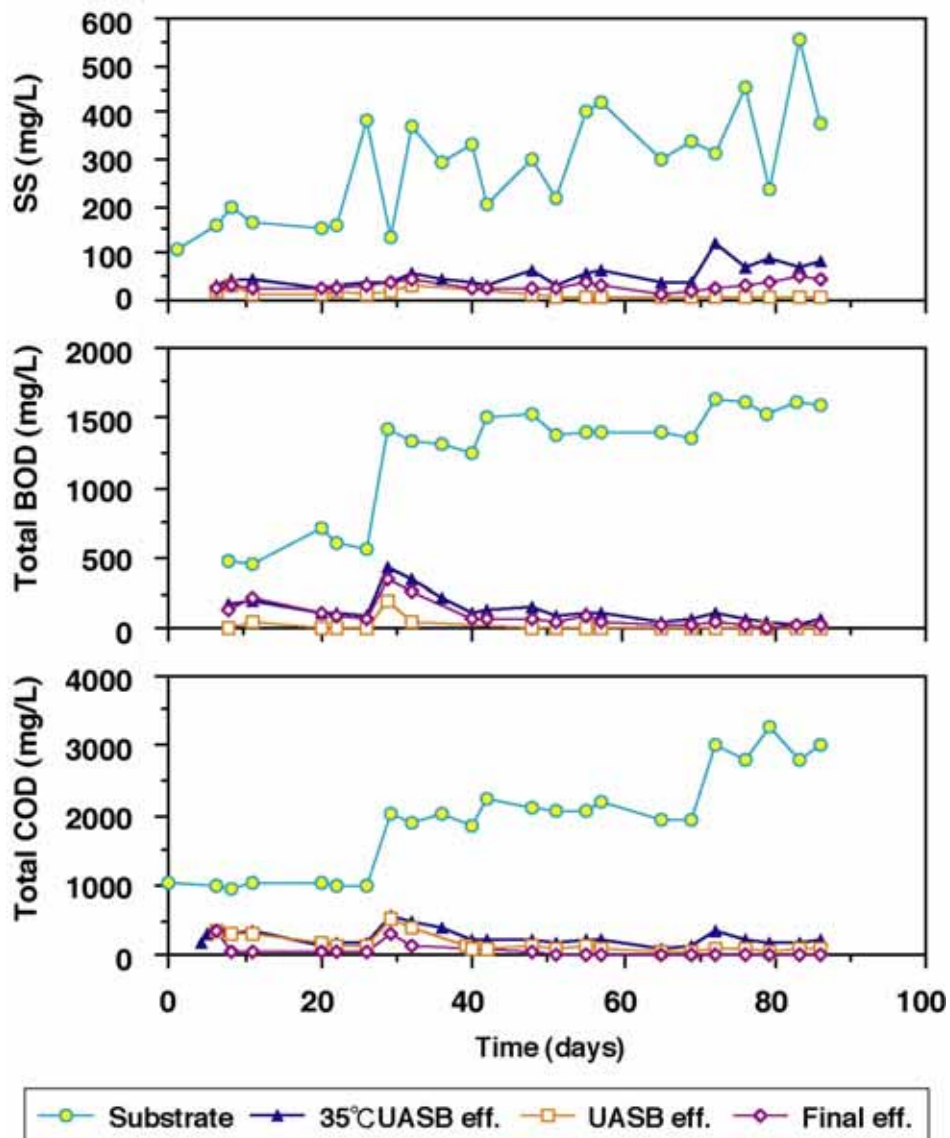 600
500
400
300
200
100
0
SS (mg/L)
2000
1500
1000
500
0
Total BOD (mg/L)
4000
3000
2000
1000
0
Total COD (mg/L)
0 20 40 60 80 100
Time (days)
Substrate 35℃UASB eff. UASB eff. Final eff.